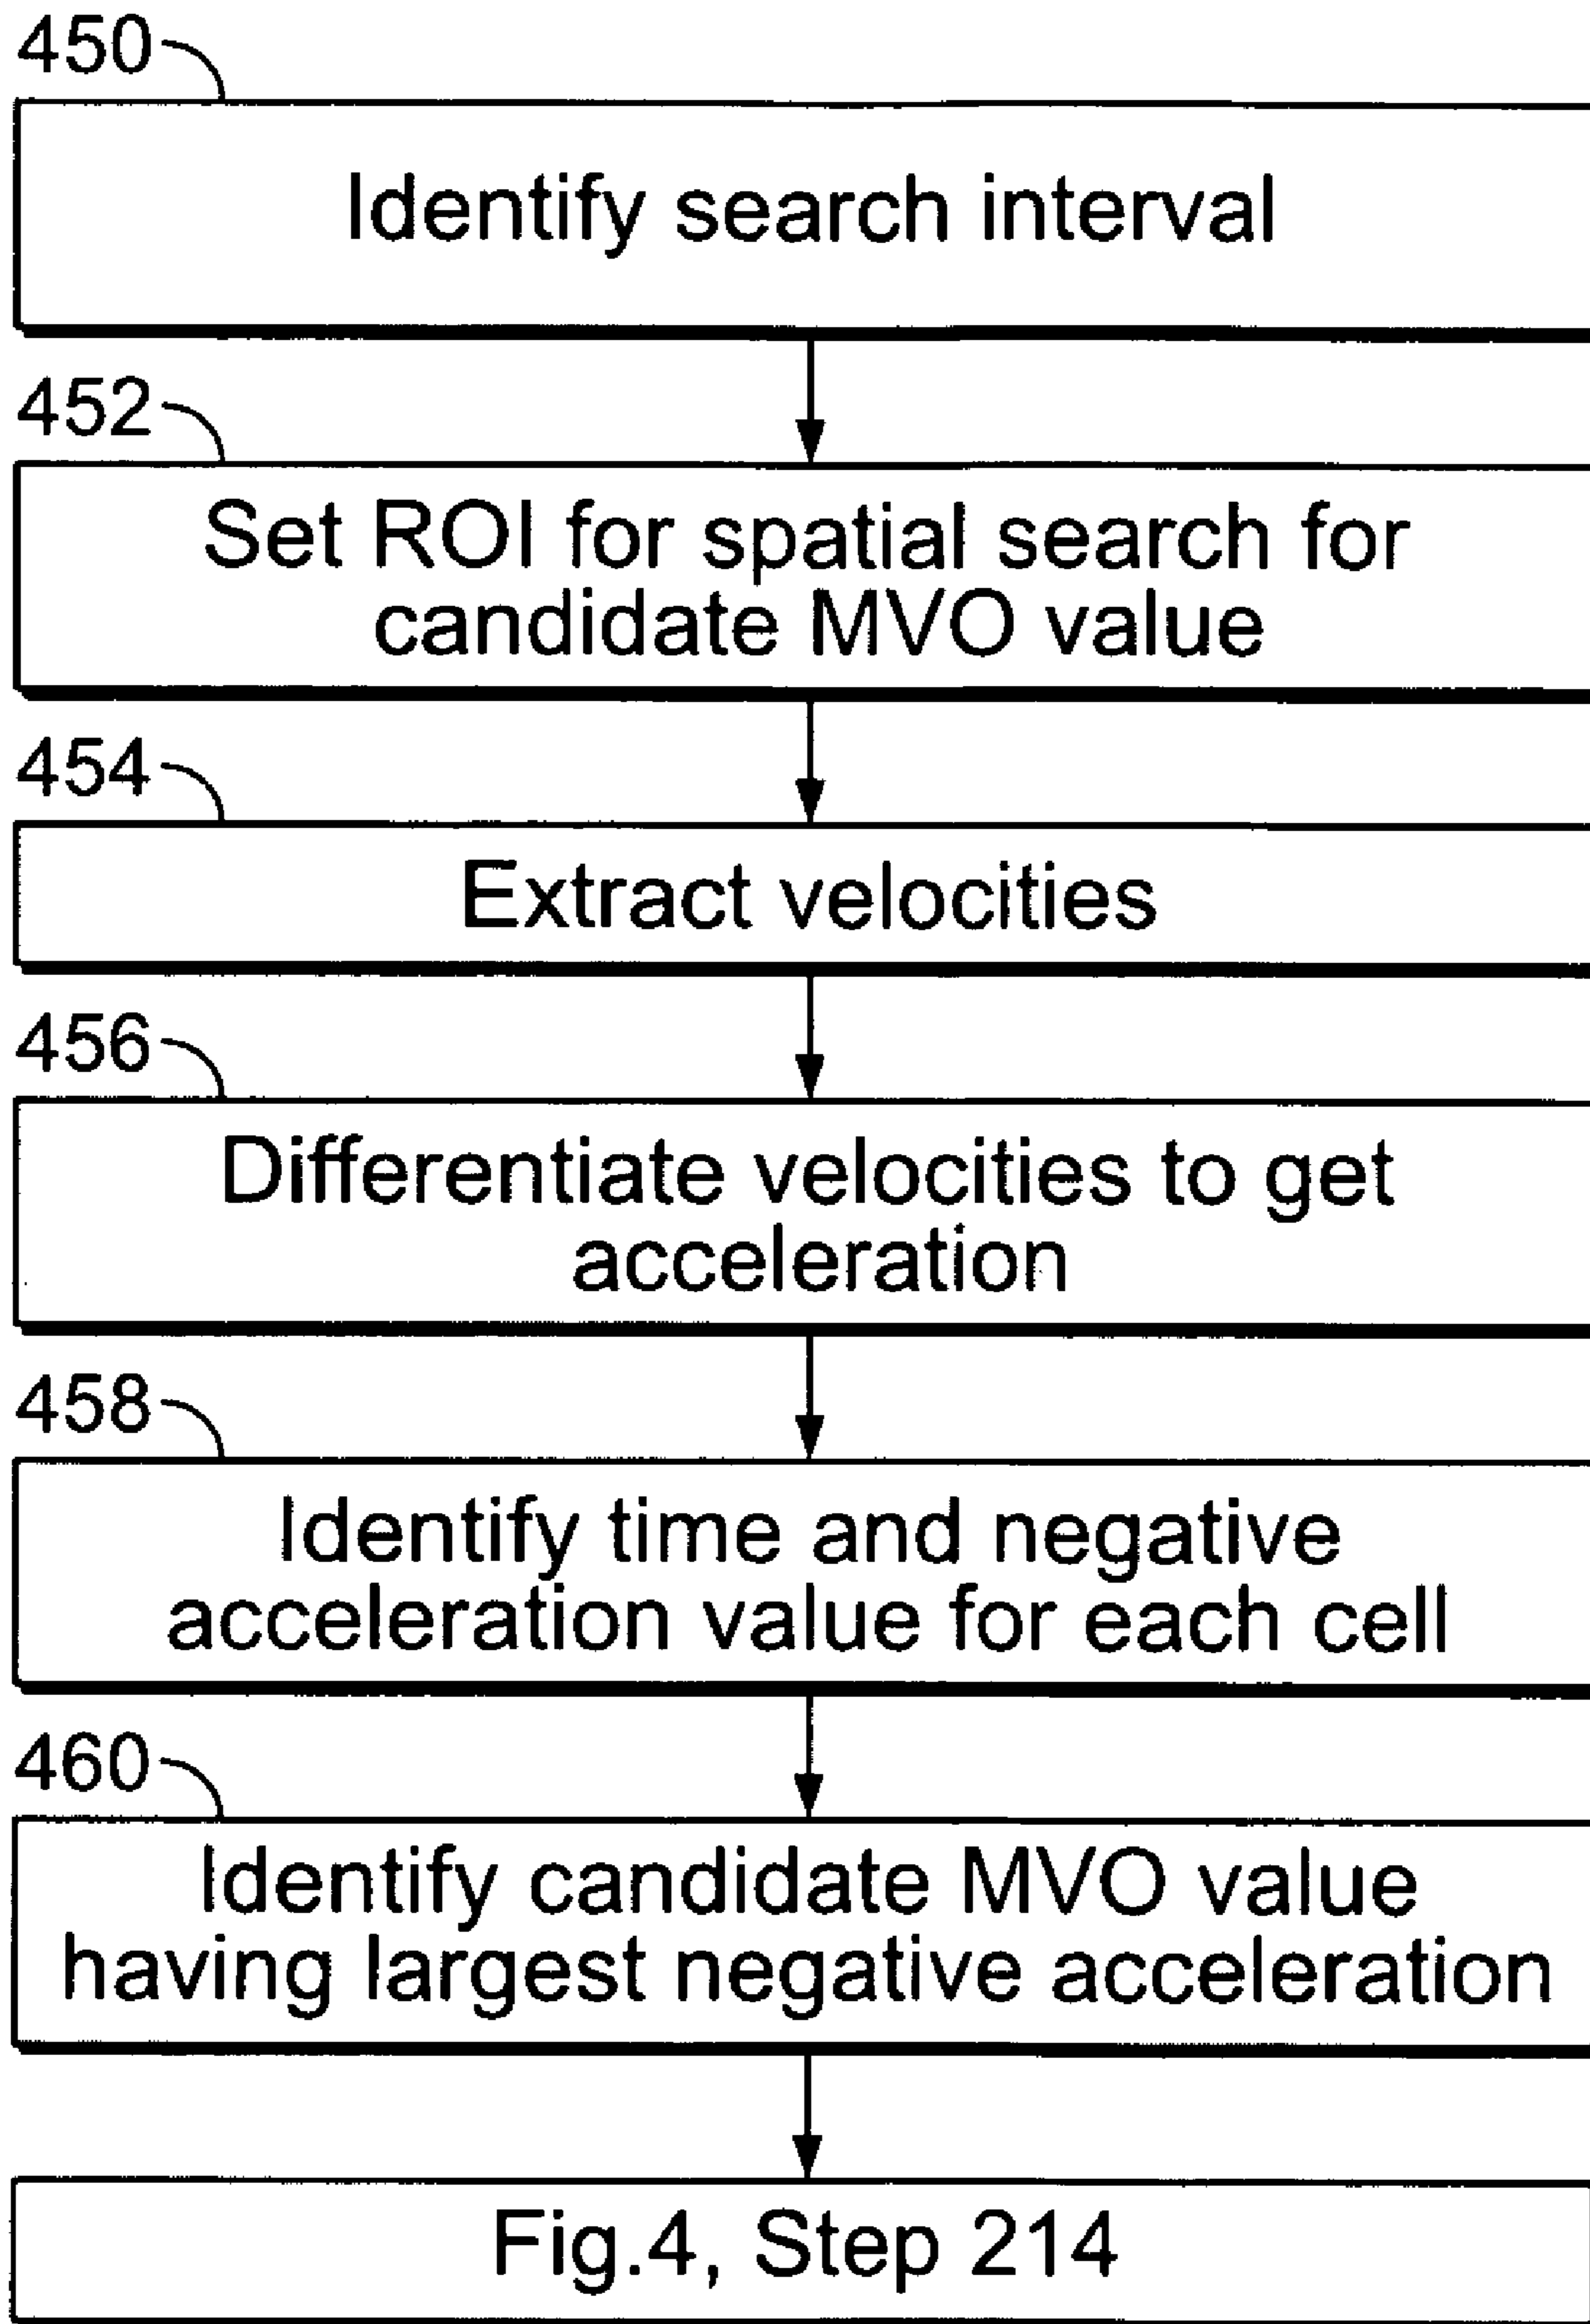 450
Identify search interval
452
Set ROI for spatial search for
candidate MVO value
454
Extract velocities
456
Differentiate velocities to get
acceleration
458
Identify time and negative
acceleration value for each cell
460
Identify candidate MVO value
having largest negative acceleration
Fig.4, Step 214